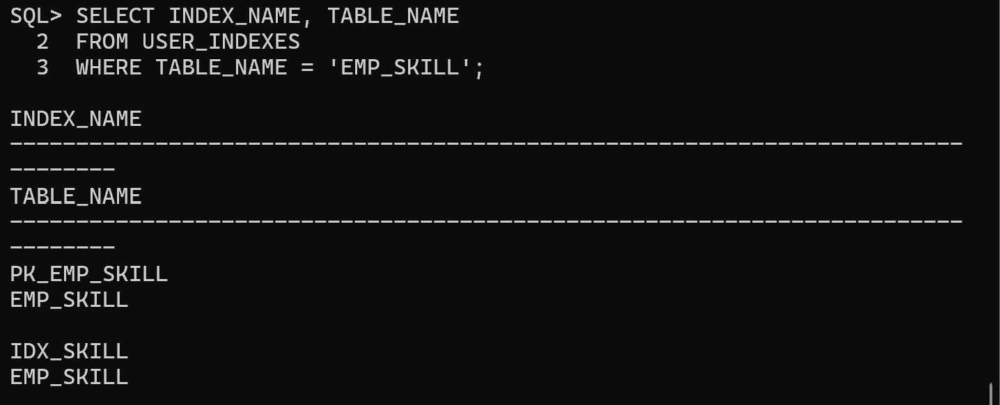 SQL> SELECT INDEX_NAME, TABLE_NAME
  2  FROM USER_INDEXES
  3  WHERE TABLE_NAME = 'EMP_SKILL';
INDEX_NAME
------------------------------------------------------------------------
--------
TABLE_NAME
------------------------------------------------------------------------
--------
PK_EMP_SKILL
EMP_SKILL
IDX_SKILL
EMP_SKILL